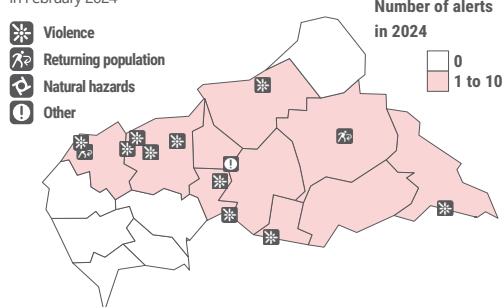 in February 2024
Violence
Returning population
Natural hazards
Other
Number of alerts
in 2024
0
1 to 10